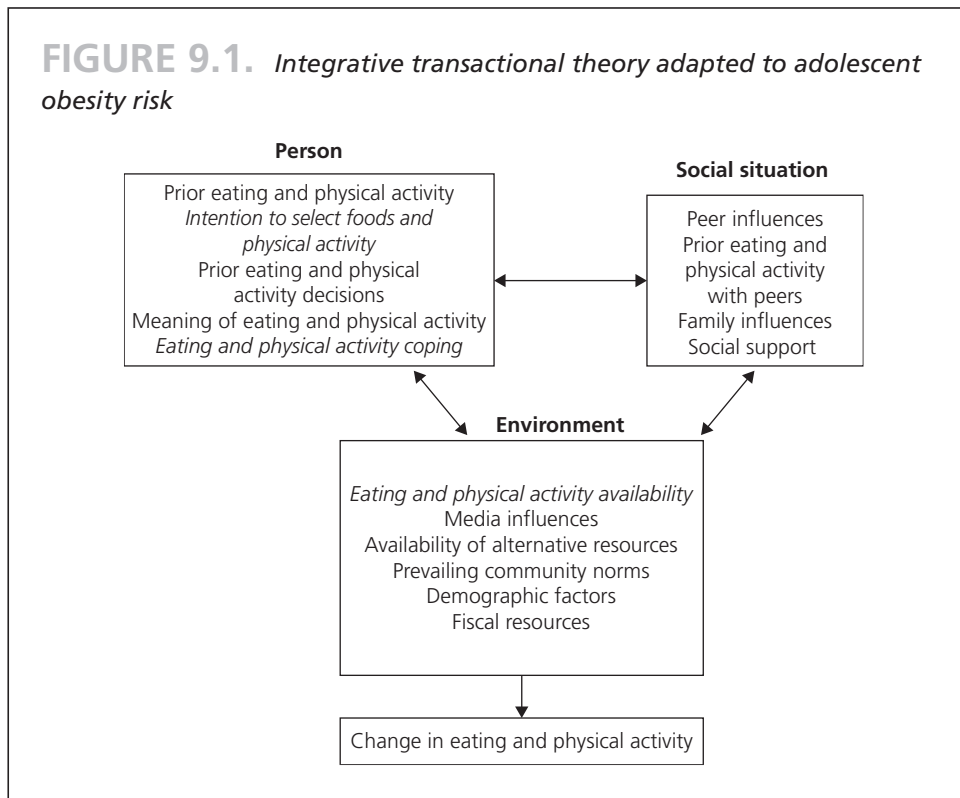 FIGURE 9.1. Integrative transactional theory adapted to adolescent
obesity risk
Person
Prior eating and physical activity
Intention to select foods and
physical activity
Prior eating and physical
activity decisions
Meaning of eating and physical activity
Eating and physical activity coping
Social situation
Peer influences
Prior eating and
physical activity
with peers
Family influences
Social support
Environment
Eating and physical activity availability
Media influences
Availability of alternative resources
Prevailing community norms
Demographic factors
Fiscal resources
Change in eating and physical activity